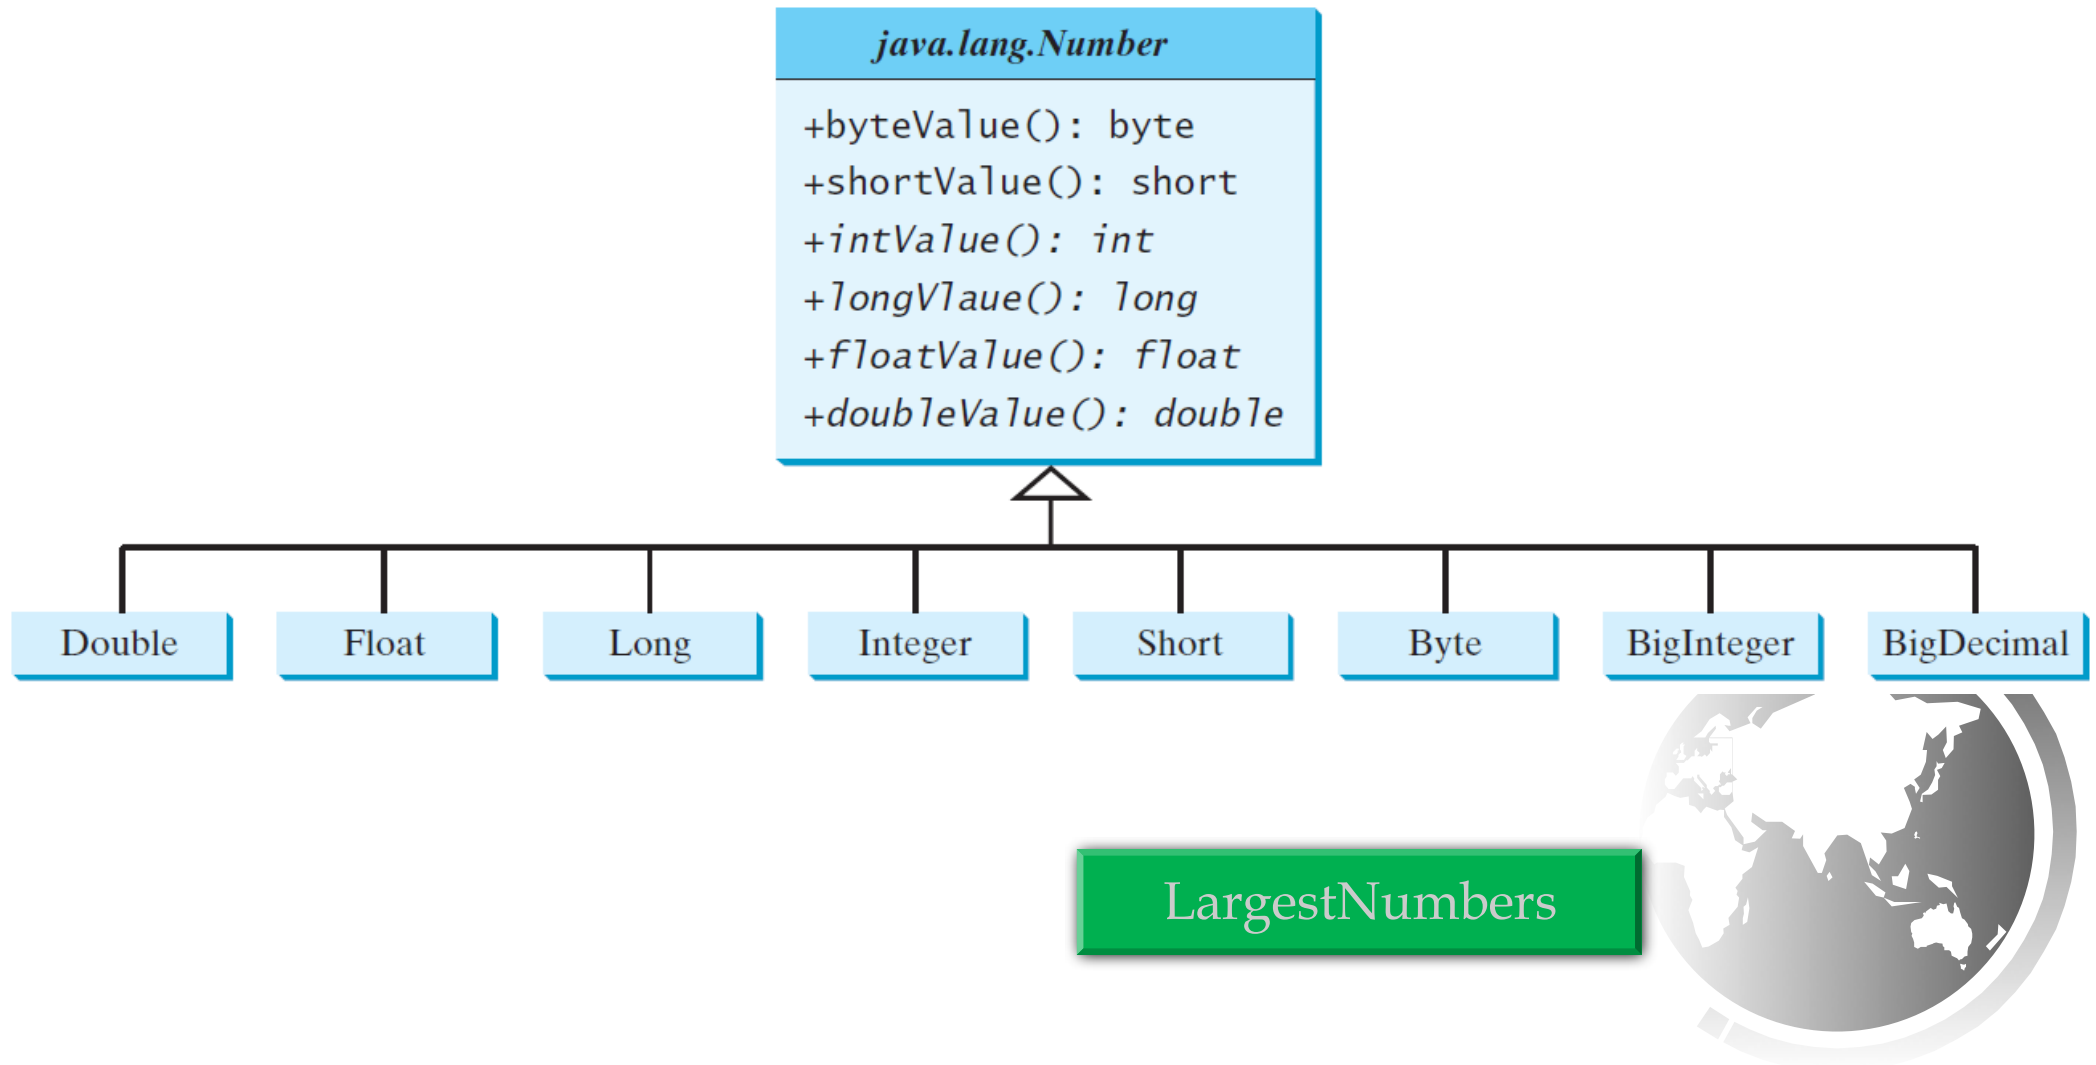 java.lang.Number
+byteValue(): byte
+shortValue(): short
+intValue(): int
+longVlaue(): long
+floatValue(): float
+doubleValue(): double
Double Float Long Integer Short Byte BigInteger BigDecimal
LargestNumbers